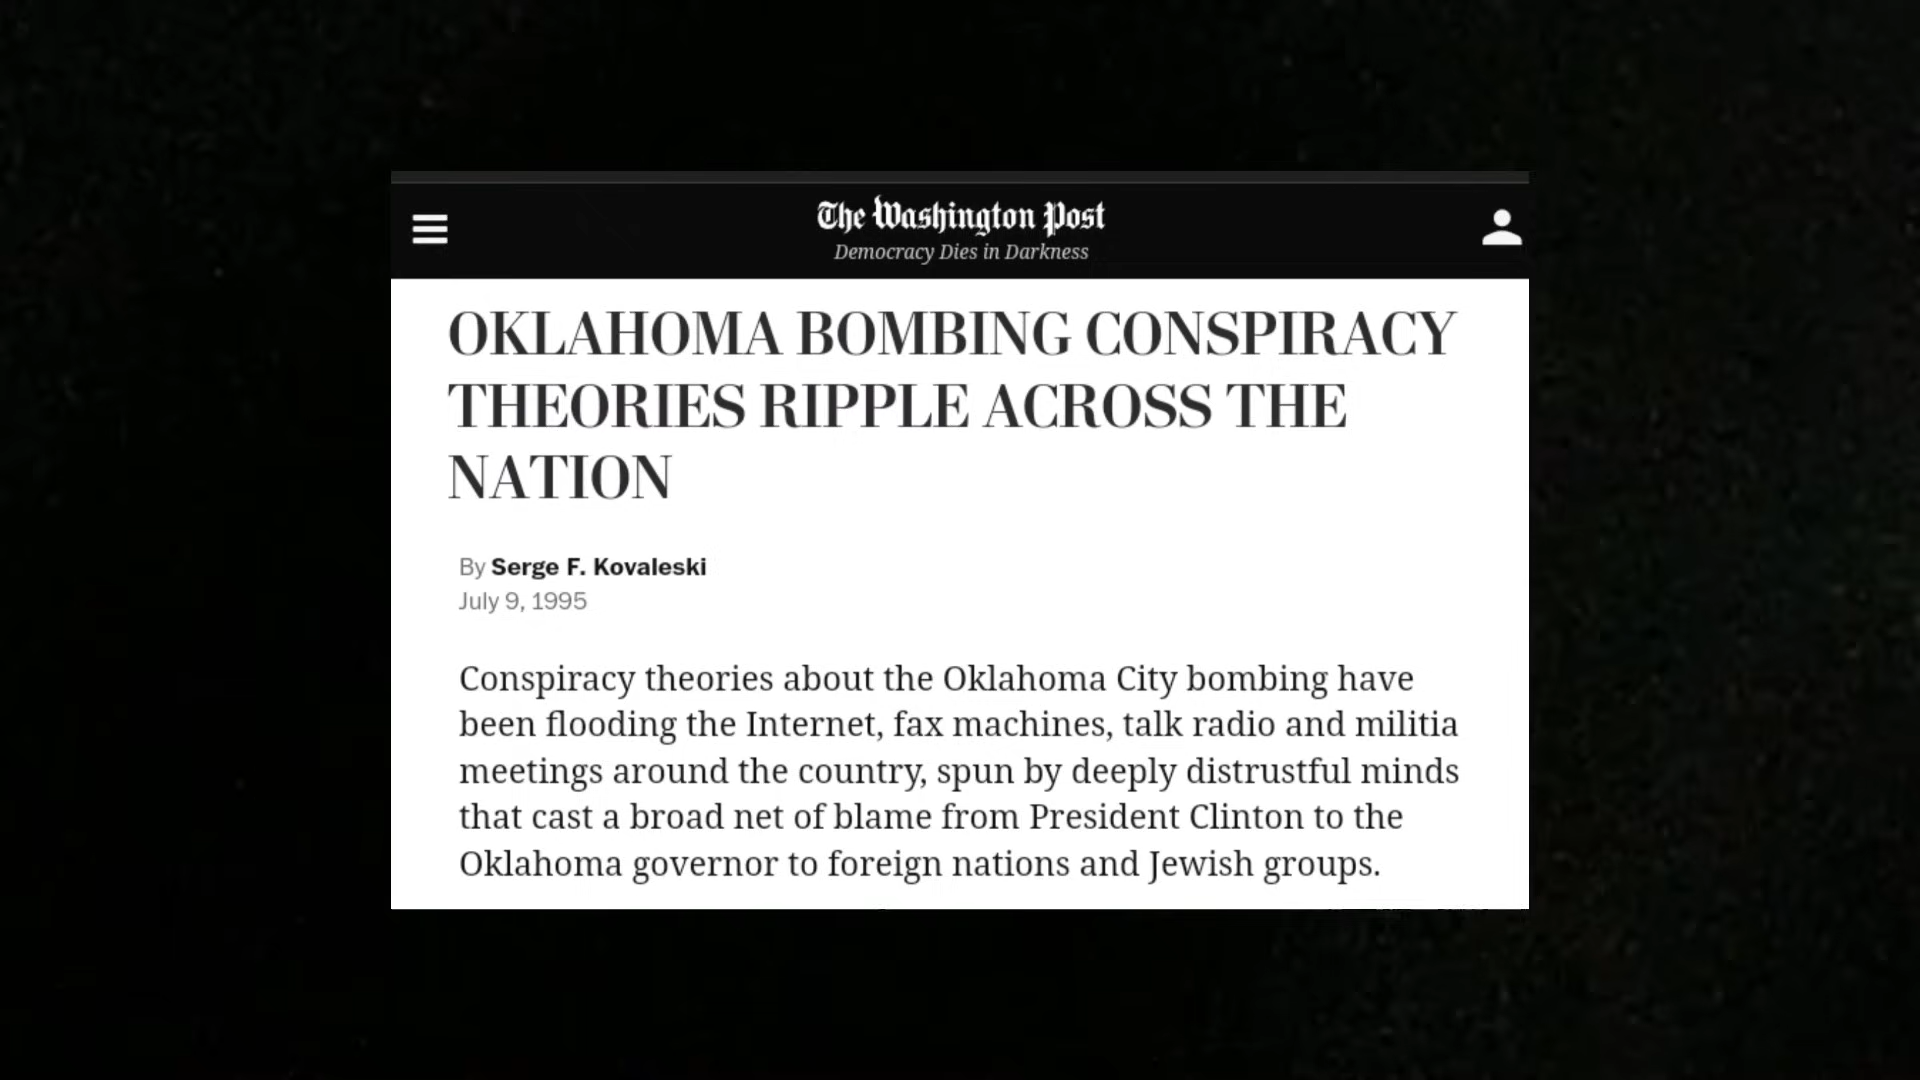 The Washington Post
Democracy Dies in Darkness
OKLAHOMA BOMBING CONSPIRACY
THEORIES RIPPLE ACROSS THE
NATION
By Serge F. Kovaleski
July 9, 1995
Conspiracy theories about the Oklahoma City bombing have
been flooding the Internet, fax machines, talk radio and militia
meetings around the country, spun by deeply distrustful minds
that cast a broad net of blame from President Clinton to the
Oklahoma governor to foreign nations and Jewish groups.